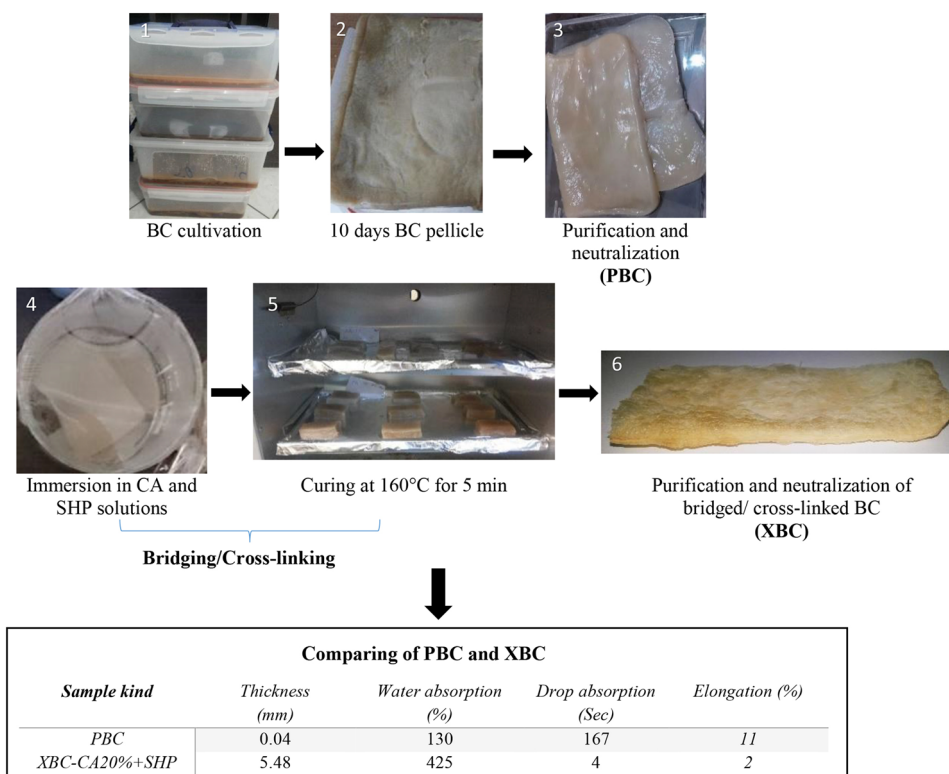 1
2
3
BC cultivation
10 days BC pellicle
Purification and
neutralization
(PBC)
4
5
6
Immersion in CA and
SHP solutions
Curing at 160°C for 5 min
Purification and neutralization of
bridged/ cross-linked BC
(XBC)
Bridging/Cross-linking
Comparing of PBC and XBC
Sample kind Thickness Water absorption Drop absorption Elongation (%)
(mm) (%) (Sec)
PBC 0.04 130 167 11
XBC-CA20%+SHP 5.48 425 4 2